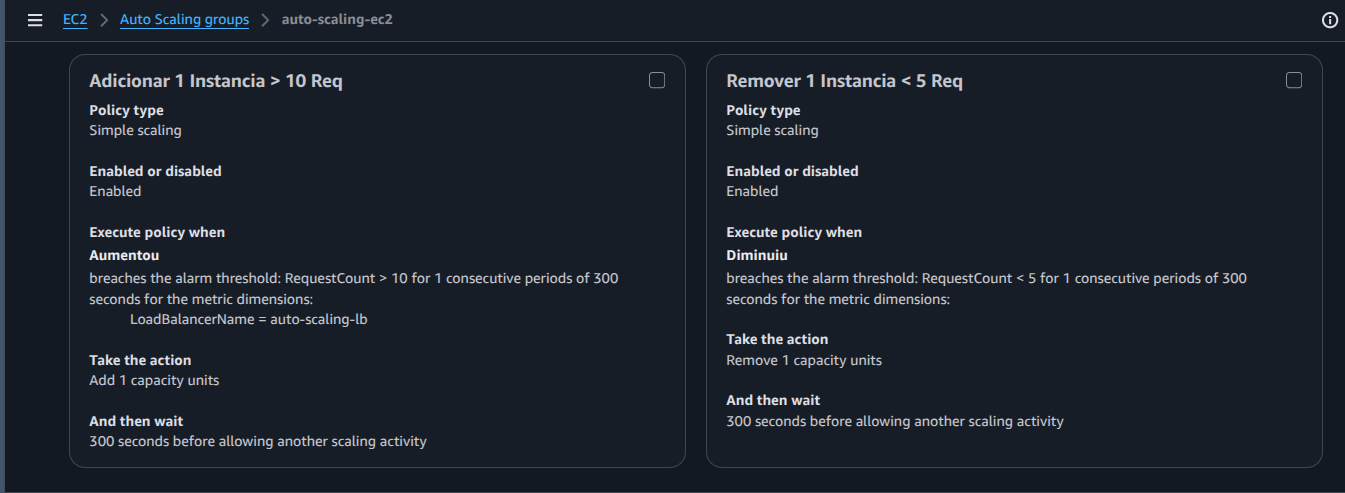 EC2 > Auto Scaling groups > auto-scaling-ec2
Adicionar 1 Instancia > 10 Req
Policy type
Simple scaling
Enabled or disabled
Enabled
Execute policy when
Aumentou
breaches the alarm threshold: RequestCount > 10 for 1 consecutive periods of 300
seconds for the metric dimensions:
LoadBalancerName = auto-scaling-lb
Take the action
Add 1 capacity units
And then wait
300 seconds before allowing another scaling activity
Remover 1 Instancia < 5 Req
Policy type
Simple scaling
Enabled or disabled
Enabled
Execute policy when
Diminuiu
breaches the alarm threshold: RequestCount < 5 for 1 consecutive periods of 300
seconds for the metric dimensions:
Take the action
Remove 1 capacity units
And then wait
300 seconds before allowing another scaling activity